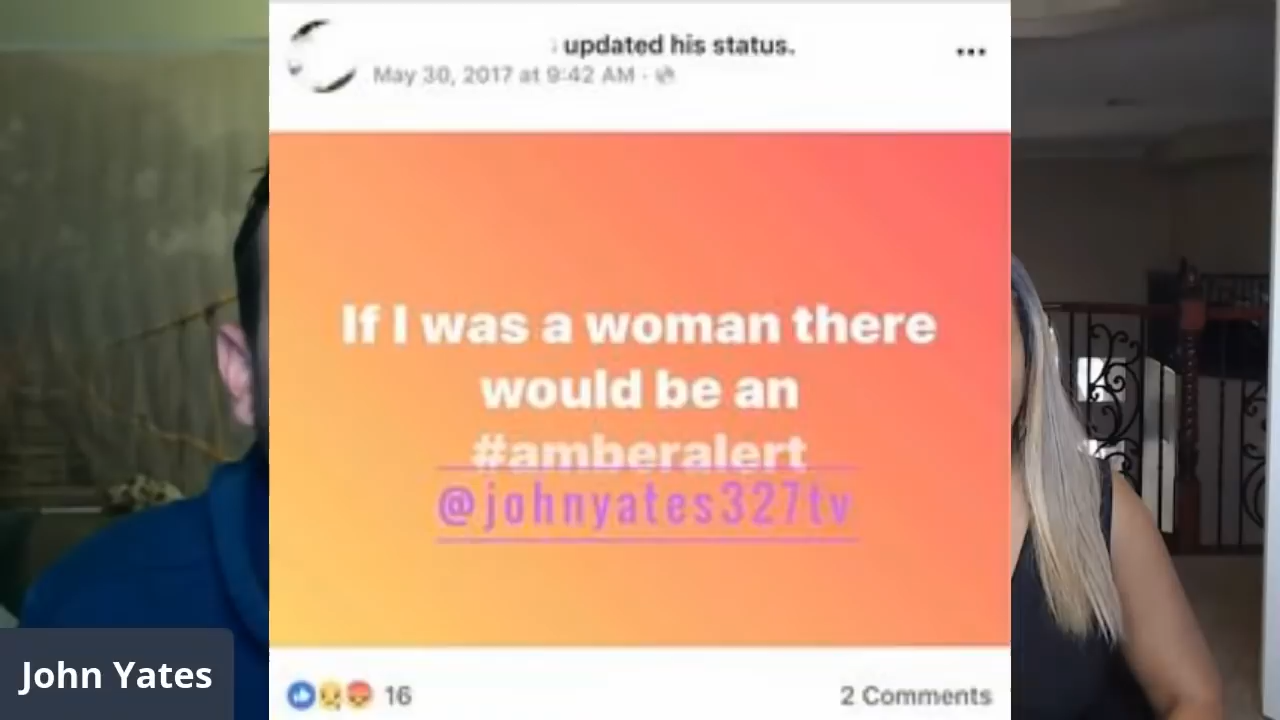 updated his status.
May 30, 2017 at 9:42 AM ·
If I was a woman there
would be an
#amberalert
@johnyates327tv
16
2 Comments
John Yates